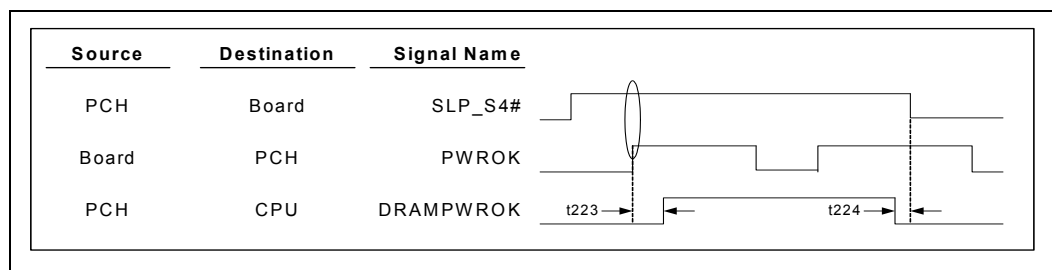 Source Destination Signal Name
PCH Board SLP_S4#
Board PCH PWROK
PCH CPU DRAMPWROK t223 t224